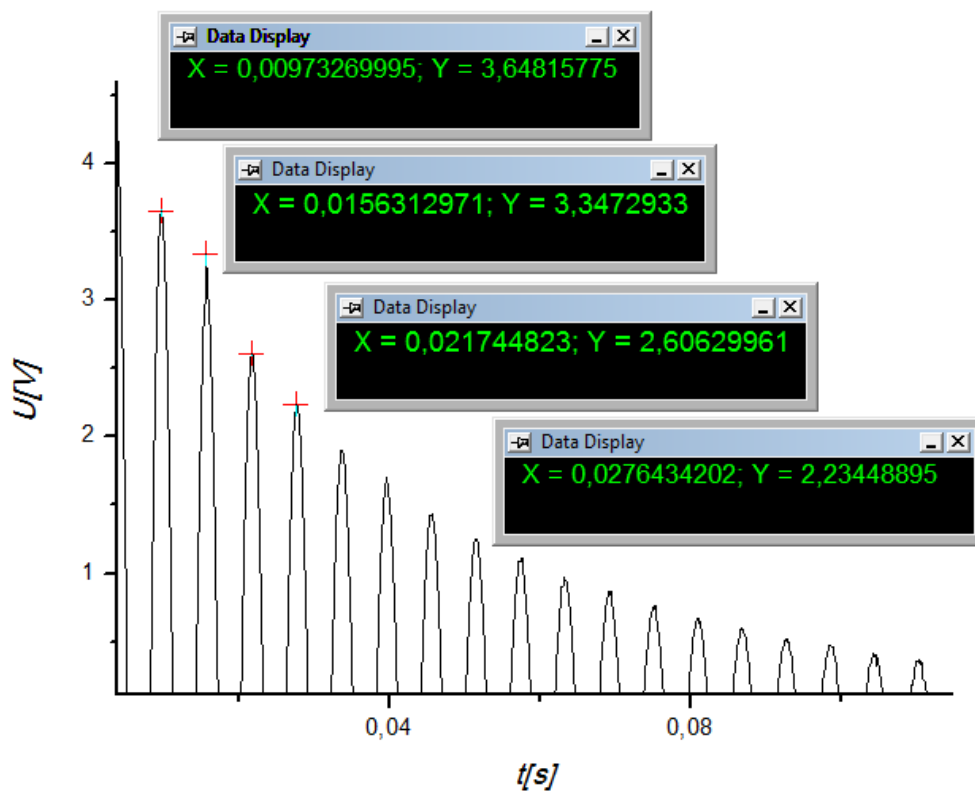 Data Display
X = 0,00973269995; Y = 3,64815775
Data Display
X = 0,0156312971; Y = 3,3472933
Data Display
X = 0,021744823; Y = 2,60629961
Data Display
X = 0,0276434202; Y = 2,23448895
4
3
2
1
U[V]
0,04
0,08
t[s]